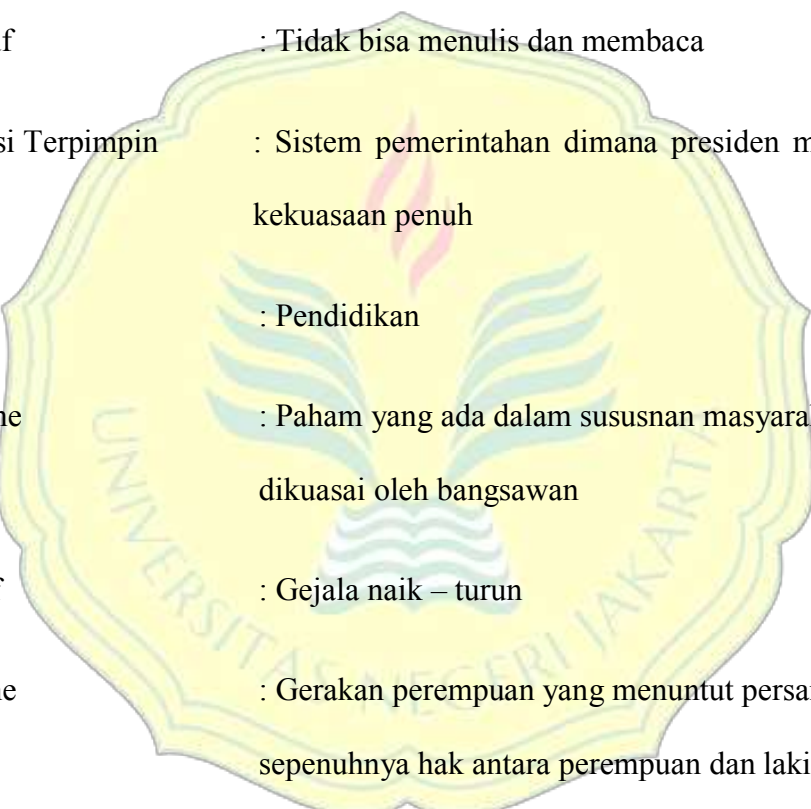 f : Tidak bisa menulis dan membaca
si Terpimpin : Sistem pemerintahan dimana presiden m
kekuasaan penuh
: Pendidikan
ne : Paham yang ada dalam sususnan masyara
dikuasai oleh bangsawan
f : Gejala naik – turun
ne : Gerakan perempuan yang menuntut persa
sepenuhnya hak antara perempuan dan laki
UNIVERSITAS NEGERI JAKARTA